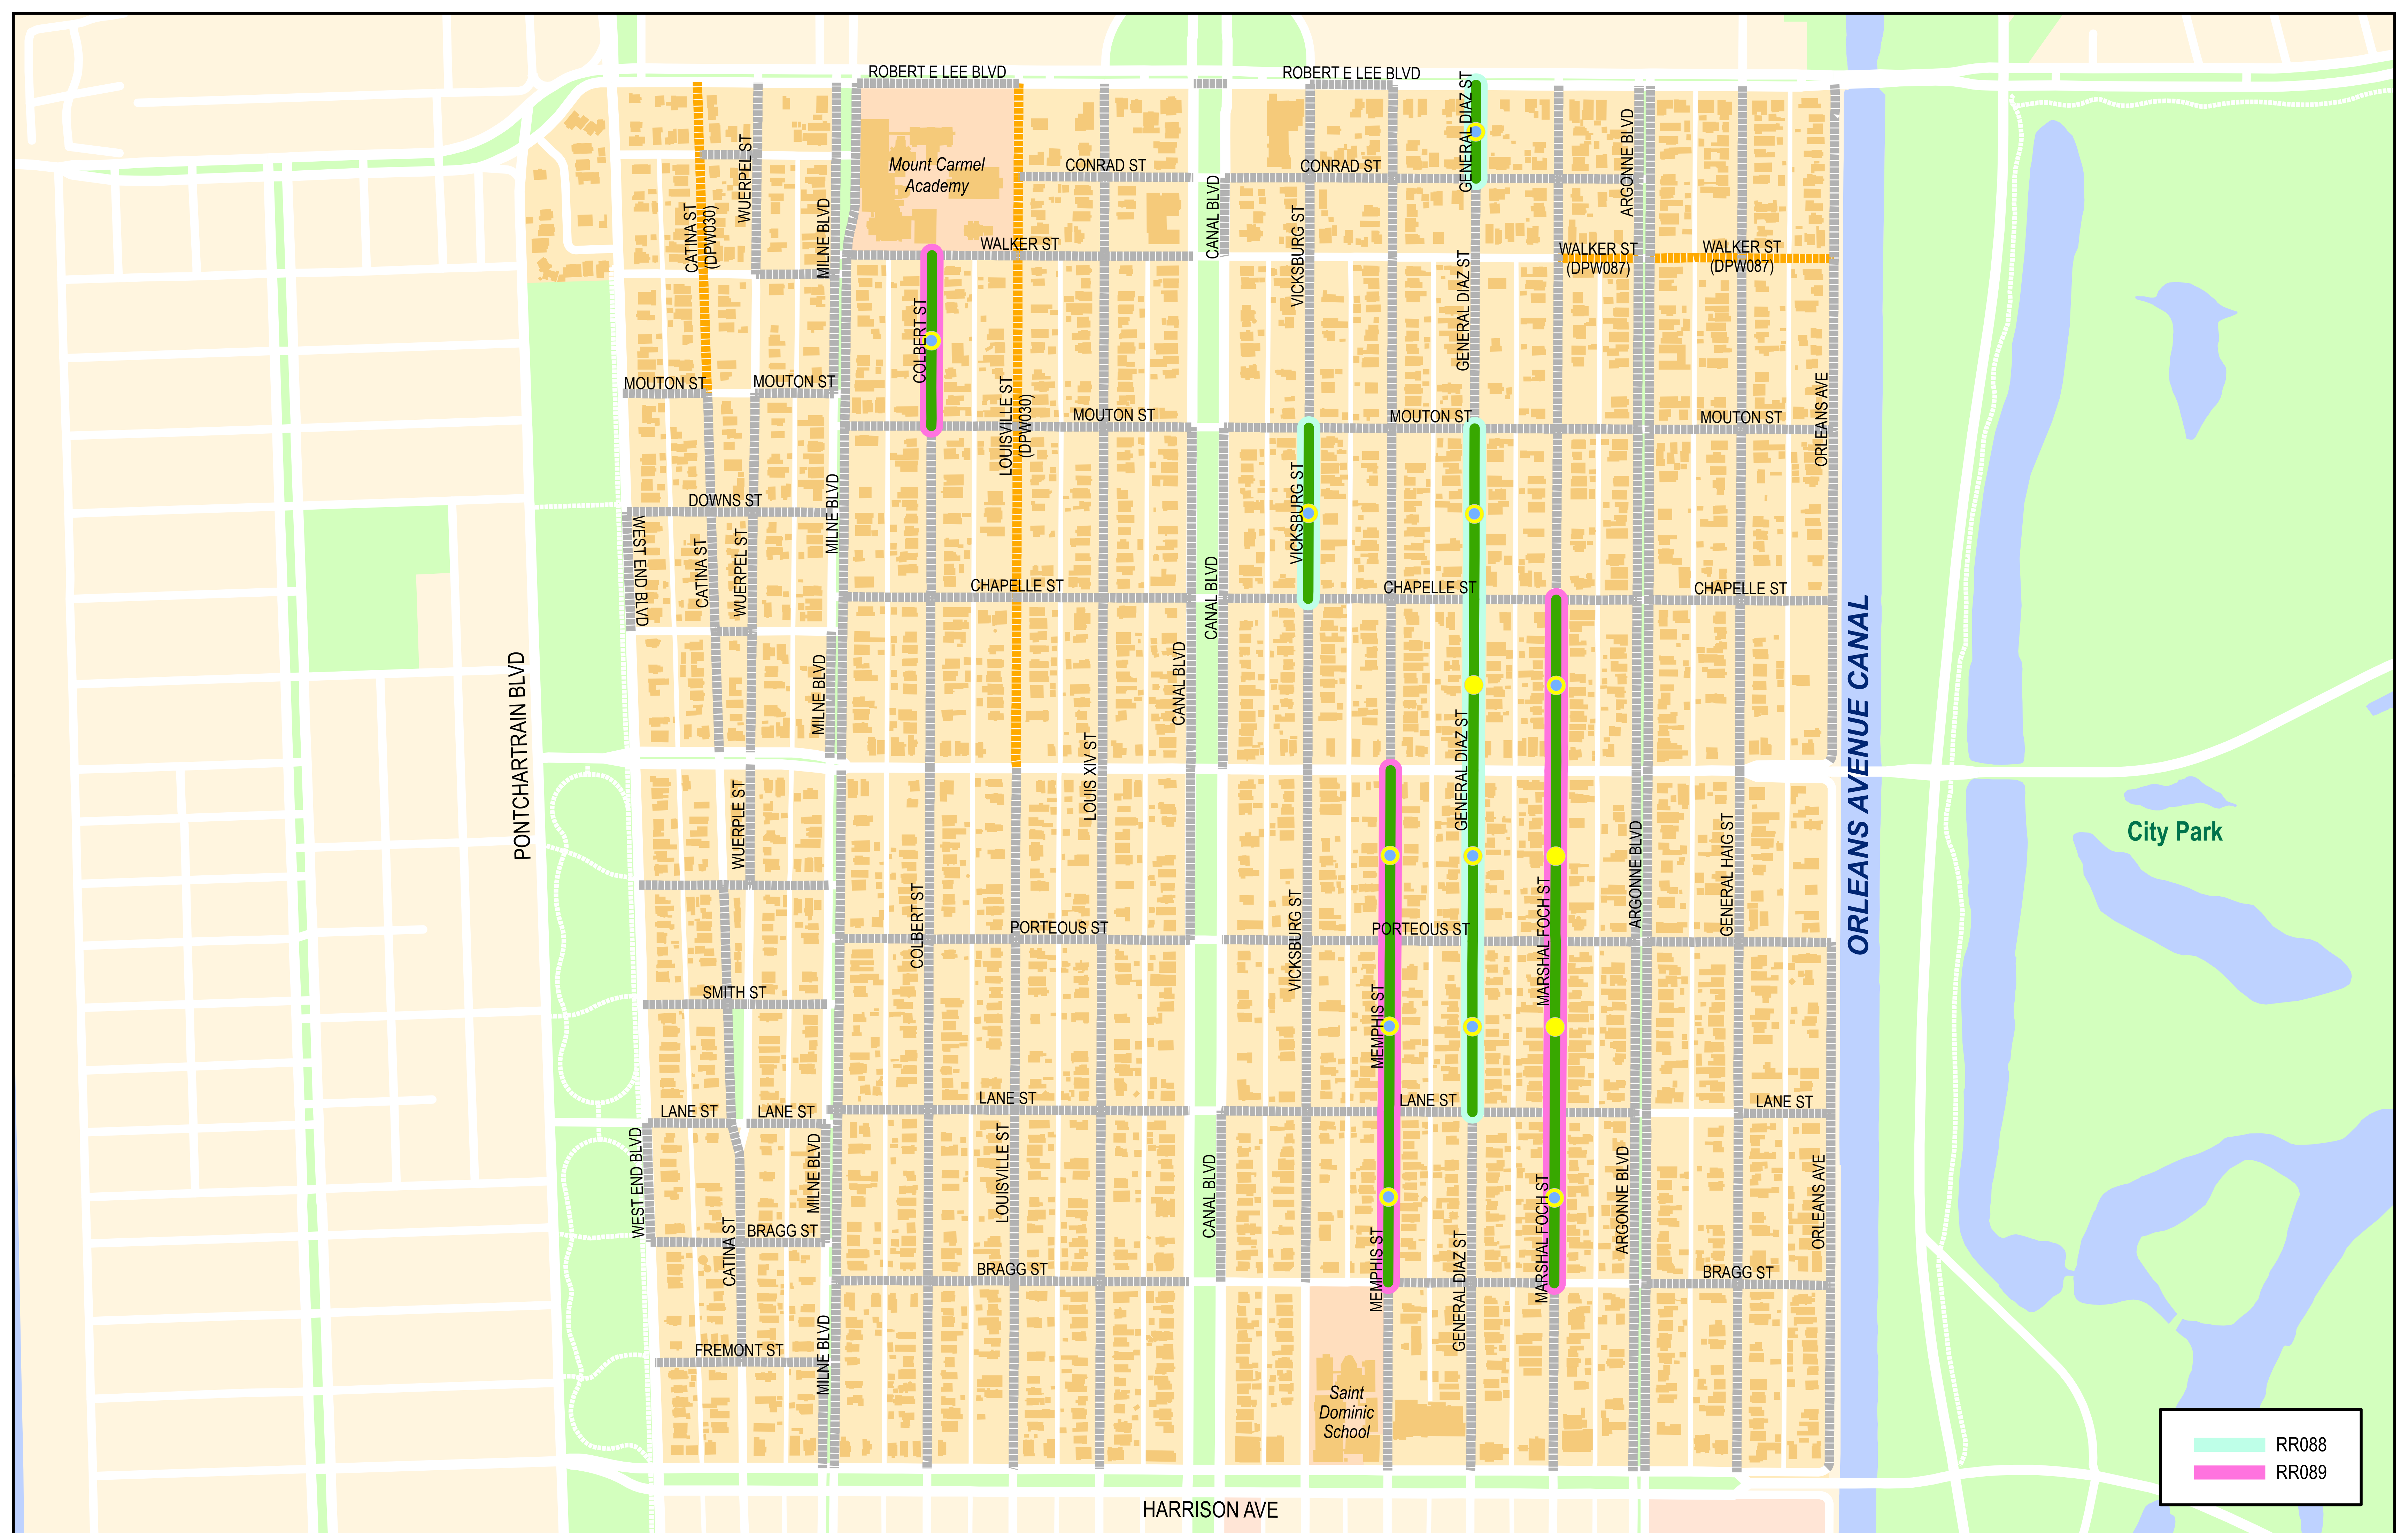 ROBERT E LEE BLVD
ROBERT E LEE BLVD
GENERAL DIAZ ST
WUERPEL ST
Mount Carmel
Academy
CONRAD ST
CONRAD ST
ARGONNE BLVD
CATINA ST
(DPW030)
MILNE BLVD
CANAL BLVD
VICKSBURG ST
WALKER ST
WALKER ST
(DPW087)
WALKER ST
(DPW087)
GENERAL DIAZ ST
COLBERT ST
MOUTON ST
MOUTON ST
LOUISVILLE ST
(DPW030)
MOUTON ST
MOUTON ST
MOUTON ST
ORLEANS AVE
DOWNS ST
MILNE BLVD
VICKSBURG ST
WEST END BLVD
CATINA ST
WUERPEL ST
CHAPELLE ST
CANAL BLVD
CHAPELLE ST
CHAPELLE ST
PONTCHARTRAIN BLVD
MILNE BLVD
CANAL BLVD
LOUIS XIV ST
GENERAL DIAZ ST
ORLEANS AVENUE CANAL
WUERPLE ST
City Park
COLBERT ST
PORTEOUS ST
VICKSBURG ST
PORTEOUS ST
MARSHAL FOCH ST
ARGONNE BLVD
GENERAL HAIG ST
SMITH ST
MEMPHIS ST
LANE ST
LANE ST
LANE ST
LANE ST
LANE ST
WEST END BLVD
MILNE BLVD
LOUISVILLE ST
CANAL BLVD
ARGONNE BLVD
ORLEANS AVE
CATINA ST
BRAGG ST
BRAGG ST
MEMPHIS ST
GENERAL DIAZ ST
MARSHAL FOCH ST
BRAGG ST
FREMONT ST
MILNE BLVD
Saint
Dominic
School
RR088
RR089
HARRISON AVE